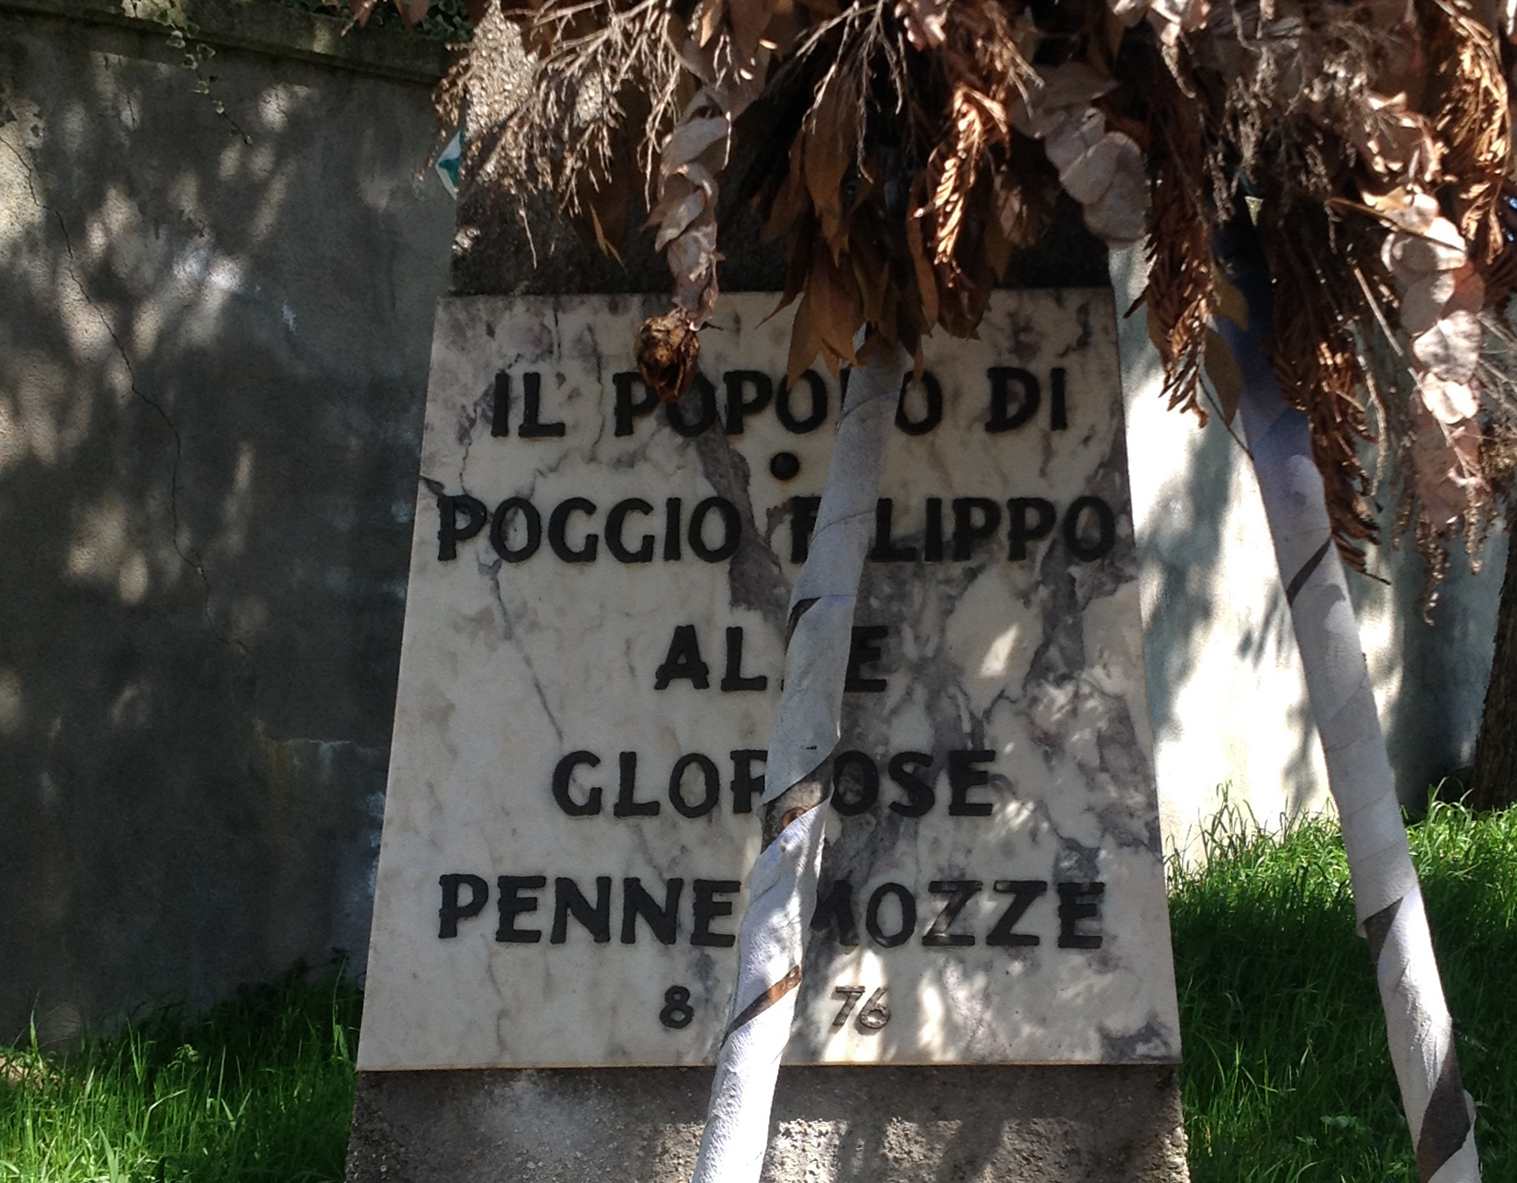 IL POPOLO DI
POGGIO FILIPPO
ALLE
GLORIOSE
PENNE MOZZE
8 76